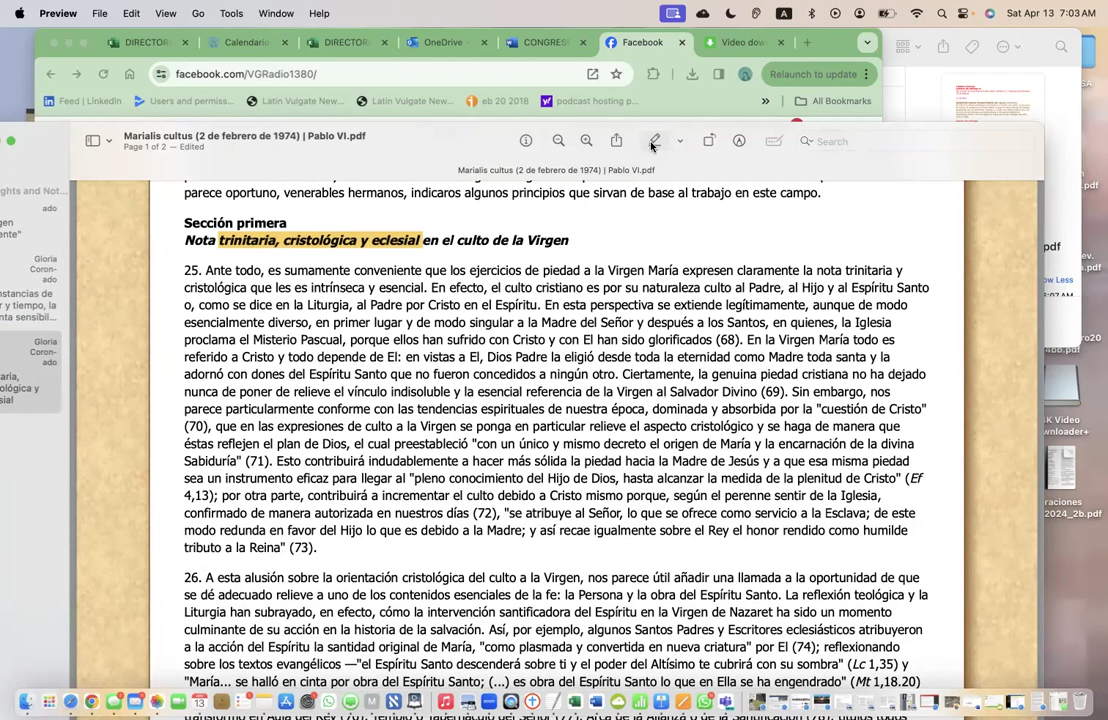 Preview File Edit View Go Tools Window Help
A
Sat Apr 13 7:03 AM
DIRECTOR
Calendario
DIRECTOR
OneDrive -
CONGRES
Facebook
Video dow
facebook.com/VGRadio1380/
Relaunch to update
Feed | LinkedIn
Users and permiss...
Latin Vulgate New...
Latin Vulgate New...
eb 20 2018
podcast hosting p...
All Bookmarks
Marialis cultus (2 de febrero de 1974) | Pablo VI.pdf
Page 1 of 2 — Edited
Search
Marialis cultus (2 de febrero de 1974) | Pablo VI.pdf
parece oportuno, venerables hermanos, indicaros algunos principios que sirvan de base al trabajo en este campo.
Sección primera
Nota trinitaria, cristológica y eclesial en el culto de la Virgen
25. Ante todo, es sumamente conveniente que los ejercicios de piedad a la Virgen María expresen claramente la nota trinitaria y
cristológica que les es intrínseca y esencial. En efecto, el culto cristiano es por su naturaleza culto al Padre, al Hijo y al Espíritu Santo
o, como se dice en la Liturgia, al Padre por Cristo en el Espíritu. En esta perspectiva se extiende legítimamente, aunque de modo
esencialmente diverso, en primer lugar y de modo singular a la Madre del Señor y después a los Santos, en quienes, la Iglesia
proclama el Misterio Pascual, porque ellos han sufrido con Cristo y con El han sido glorificados (68). En la Virgen María todo es
referido a Cristo y todo depende de El: en vistas a El, Dios Padre la eligió desde toda la eternidad como Madre toda santa y la
adornó con dones del Espíritu Santo que no fueron concedidos a ningún otro. Ciertamente, la genuina piedad cristiana no ha dejado
nunca de poner de relieve el vínculo indisoluble y la esencial referencia de la Virgen al Salvador Divino (69). Sin embargo, nos
parece particularmente conforme con las tendencias espirituales de nuestra época, dominada y absorbida por la "cuestión de Cristo"
(70), que en las expresiones de culto a la Virgen se ponga en particular relieve el aspecto cristológico y se haga de manera que
éstas reflejen el plan de Dios, el cual preestableció "con un único y mismo decreto el origen de María y la encarnación de la divina
Sabiduría" (71). Esto contribuirá indudablemente a hacer más sólida la piedad hacia la Madre de Jesús y a que esa misma piedad
sea un instrumento eficaz para llegar al "pleno conocimiento del Hijo de Dios, hasta alcanzar la medida de la plenitud de Cristo" (Ef
4,13); por otra parte, contribuirá a incrementar el culto debido a Cristo mismo porque, según el perenne sentir de la Iglesia,
confirmado de manera autorizada en nuestros días (72), "se atribuye al Señor, lo que se ofrece como servicio a la Esclava; de este
modo redunda en favor del Hijo lo que es debido a la Madre; y así recae igualmente sobre el Rey el honor rendido como humilde
tributo a la Reina" (73).
26. A esta alusión sobre la orientación cristológica del culto a la Virgen, nos parece útil añadir una llamada a la oportunidad de que
se dé adecuado relieve a uno de los contenidos esenciales de la fe: la Persona y la obra del Espíritu Santo. La reflexión teológica y la
Liturgia han subrayado, en efecto, cómo la intervención santificadora del Espíritu en la Virgen de Nazaret ha sido un momento
culminante de su acción en la historia de la salvación. Así, por ejemplo, algunos Santos Padres y Escritores eclesiásticos atribuyeron
a la acción del Espíritu la santidad original de María, "como plasmada y convertida en nueva criatura" por El (74); reflexionando
sobre los textos evangélicos —"el Espíritu Santo descenderá sobre ti y el poder del Altísimo te cubrirá con su sombra" (Lc 1,35) y
"María... se halló en cinta por obra del Espíritu Santo; (...) es obra del Espíritu Santo lo que en Ella se ha engendrado" (Mt 1,18.20)
ghts and Not...
ado
Gloria
Coron-
ado
Gloria
Coron-
ado